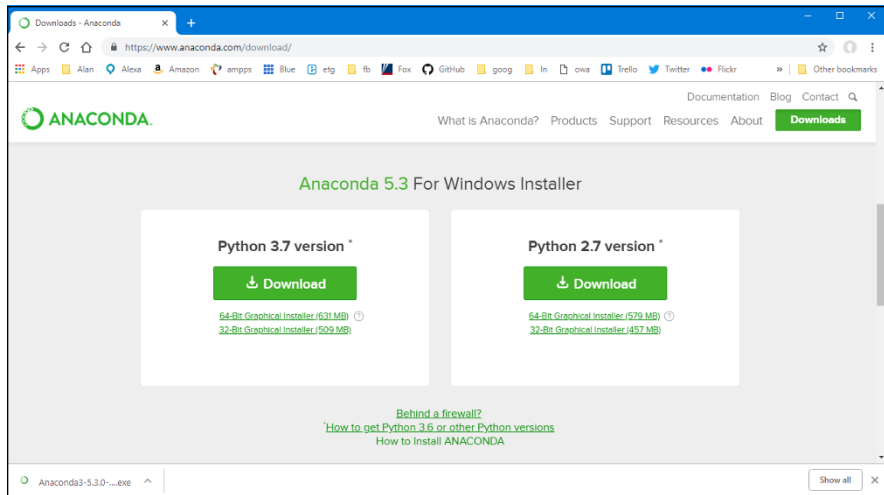 Downloads - Anaconda
https://www.anaconda.com/download/
Apps Alan Alexa Amazon ampps Blue etg fb Fox GitHub goog In owa Trello Twitter Flickr » Other bookmarks
Documentation Blog Contact
ANACONDA.
What is Anaconda? Products Support Resources About Downloads
Anaconda 5.3 For Windows Installer
Python 3.7 version *
Download
64-Bit Graphical Installer (631 MB) ?
32-Bit Graphical Installer (509 MB)
Python 2.7 version *
Download
64-Bit Graphical Installer (579 MB) ?
32-Bit Graphical Installer (457 MB)
Behind a firewall?
*How to get Python 3.6 or other Python versions
How to Install ANACONDA
Anaconda3-5.3.0-....exe
Show all